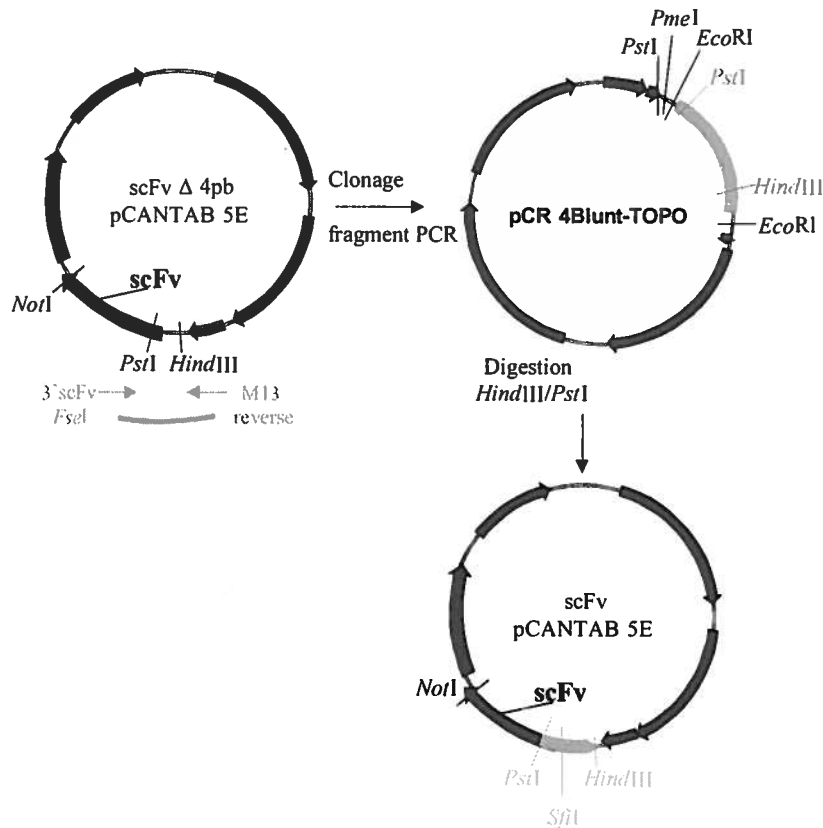 scFv Δ 4pb
pCANTAB 5E
scFv
NotI
PstI
HindIII
3`scFv
M13
FseI
reverse
Clonage
fragment PCR
PmeI
PstI
EcoRI
PstI
HindIII
EcoRI
pCR 4Blunt-TOPO
Digestion
HindIII/PstI
scFv
pCANTAB 5E
NotI
scFv
PstI
HindIII
SfiI